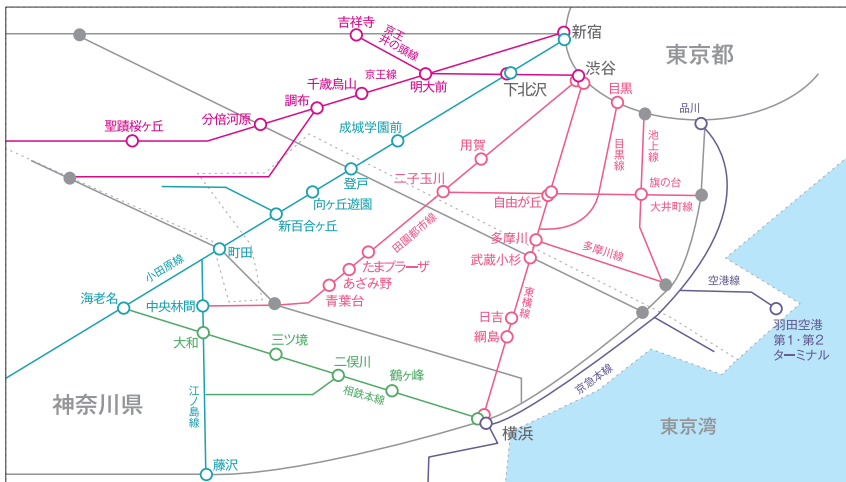 吉祥寺
新宿
京王
井の頭線
東京都
渋谷
千歳烏山
京王線
明大前
下北沢
目黒
調布
品川
分倍河原
聖蹟桜ヶ丘
成城学園前
用賀
目黒線
池上線
登戸
二子玉川
旗の台
向ヶ丘遊園
自由が丘
大井町線
新百合ヶ丘
田園都市線
多摩川
多摩川線
町田
武蔵小杉
小田原線
たまプラーザ
あざみ野
空港線
海老名
中央林間
青葉台
東横線
日吉
羽田空港
第1・第2
ターミナル
大和
三ツ境
綱島
二俣川
鶴ヶ峰
京急本線
江ノ島線
相鉄本線
神奈川県
横浜
東京湾
藤沢